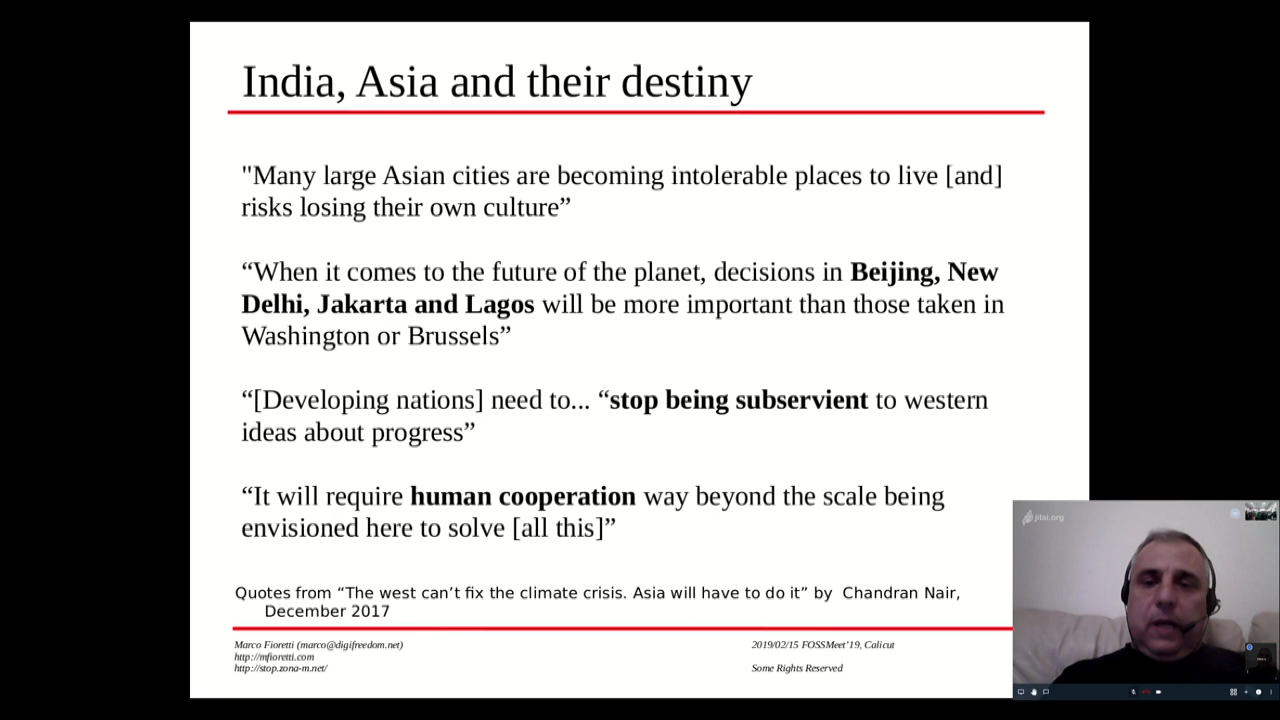 India, Asia and their destiny
"Many large Asian cities are becoming intolerable places to live [and]
risks losing their own culture”
“When it comes to the future of the planet, decisions in Beijing, New
Delhi, Jakarta and Lagos will be more important than those taken in
Washington or Brussels”
“[Developing nations] need to... “stop being subservient to western
ideas about progress”
“It will require human cooperation way beyond the scale being
envisioned here to solve [all this]”
Quotes from “The west can’t fix the climate crisis. Asia will have to do it” by  Chandran Nair,
December 2017
Marco Fioretti (marco@digifreedom.net)
http://mfioretti.com
http://stop.zona-m.net/
2019/02/15 FOSSMeet’19, Calicut
Some Rights Reserved
jitsi.org